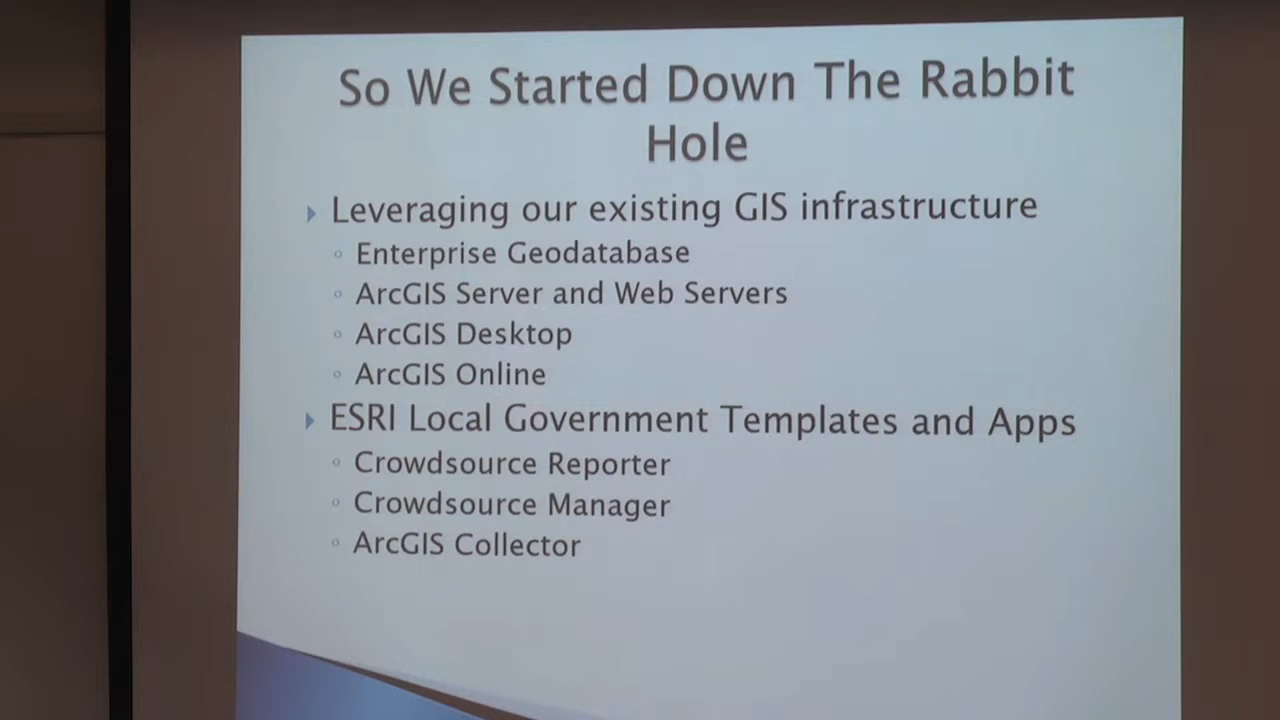 So We Started Down The Rabbit
Hole
Leveraging our existing GIS infrastructure
Enterprise Geodatabase
ArcGIS Server and Web Servers
ArcGIS Desktop
ArcGIS Online
ESRI Local Government Templates and Apps
Crowdsource Reporter
Crowdsource Manager
ArcGIS Collector